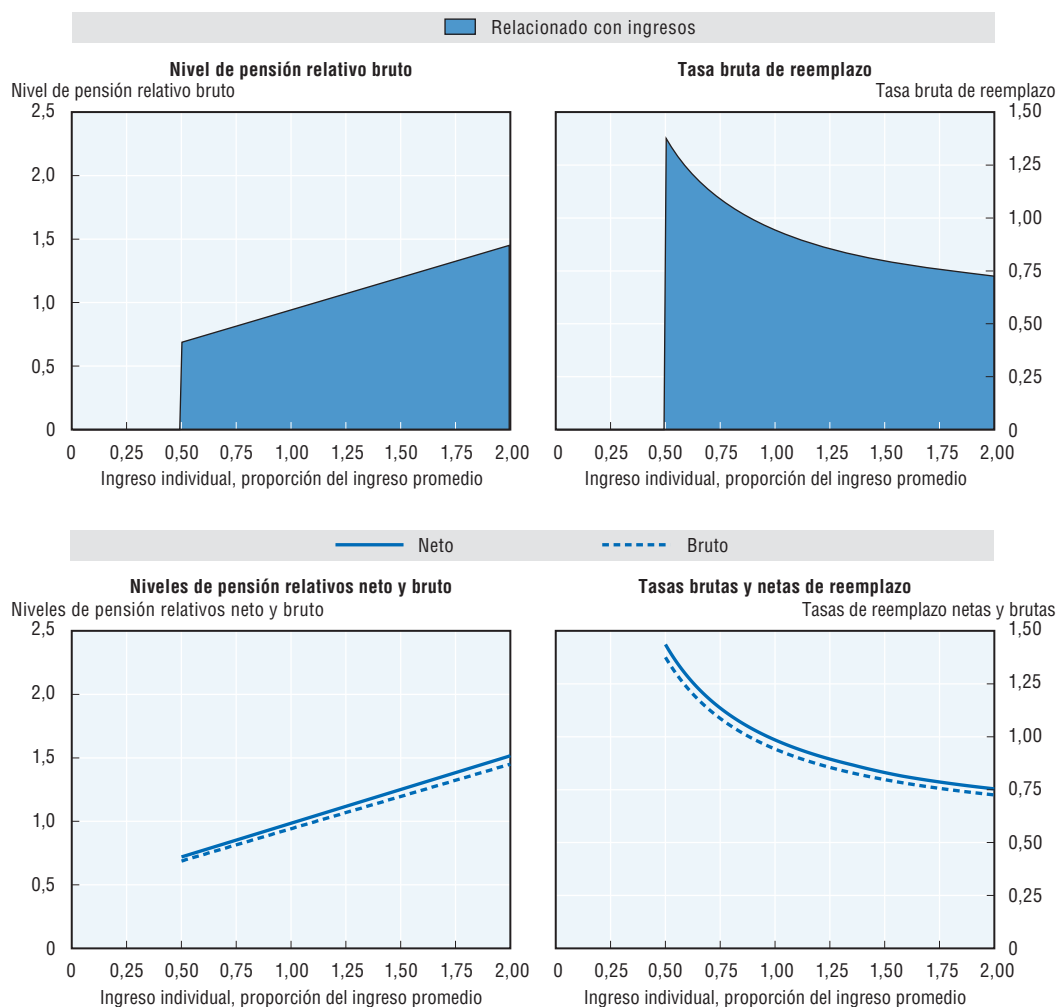 Relacionado con ingresos
Nivel de pensión relativo bruto
Nivel de pensión relativo bruto
2,5
2,0
1,5
1,0
0,5
0
0 0,25 0,50 0,75 1,00 1,25 1,50 1,75 2,00
Ingreso individual, proporción del ingreso promedio
Tasa bruta de reemplazo
Tasa bruta de reemplazo
1,50
1,25
1,00
0,75
0,50
0,25
0
0 0,25 0,50 0,75 1,00 1,25 1,50 1,75 2,00
Ingreso individual, proporción del ingreso promedio
Neto Bruto
Niveles de pensión relativos neto y bruto
Niveles de pensión relativos neto y bruto
2,5
2,0
1,5
1,0
0,5
0
0 0,25 0,50 0,75 1,00 1,25 1,50 1,75 2,00
Ingreso individual, proporción del ingreso promedio
Tasas brutas y netas de reemplazo
Tasas de reemplazo netas y brutas
1,50
1,25
1,00
0,75
0,50
0,25
0
0 0,25 0,50 0,75 1,00 1,25 1,50 1,75 2,00
Ingreso individual, proporción del ingreso promedio